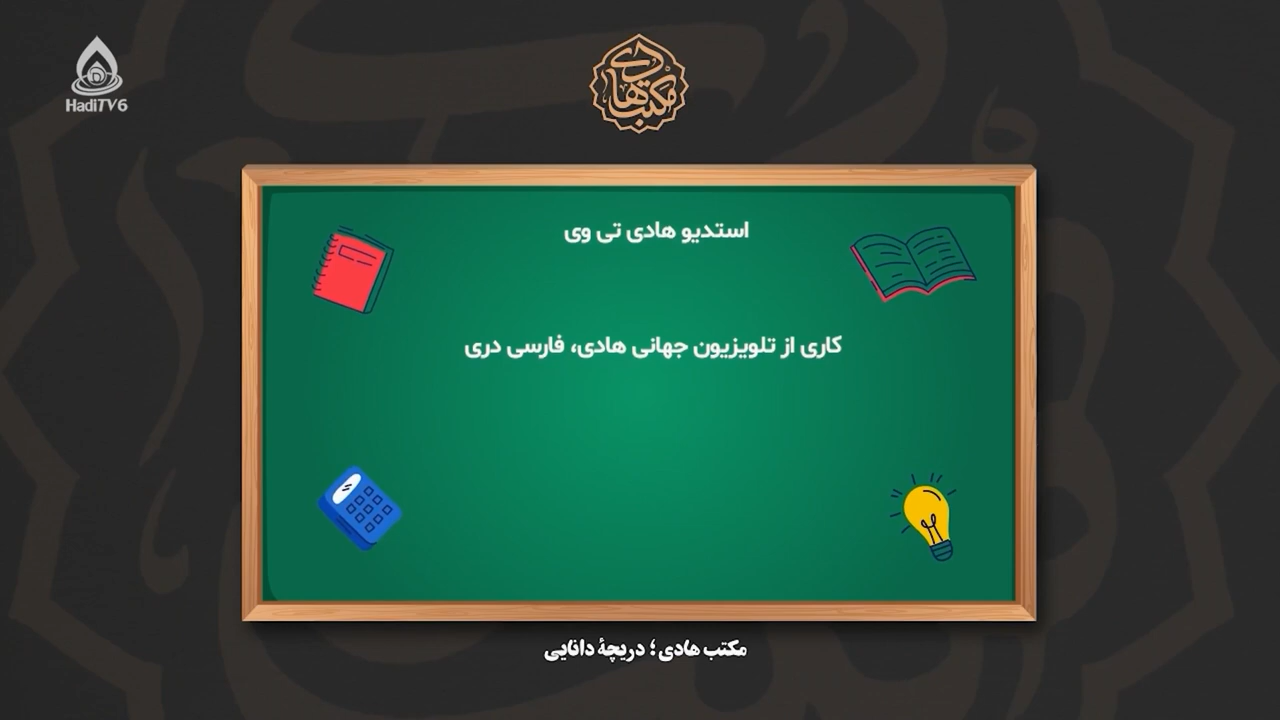 HadiTV6
مکتب هادی
استدیو هادی تی وی
کاری از تلویزیون جهانی هادی، فارسی دری
مکتب هادی؛ دریچهٔ دانایی